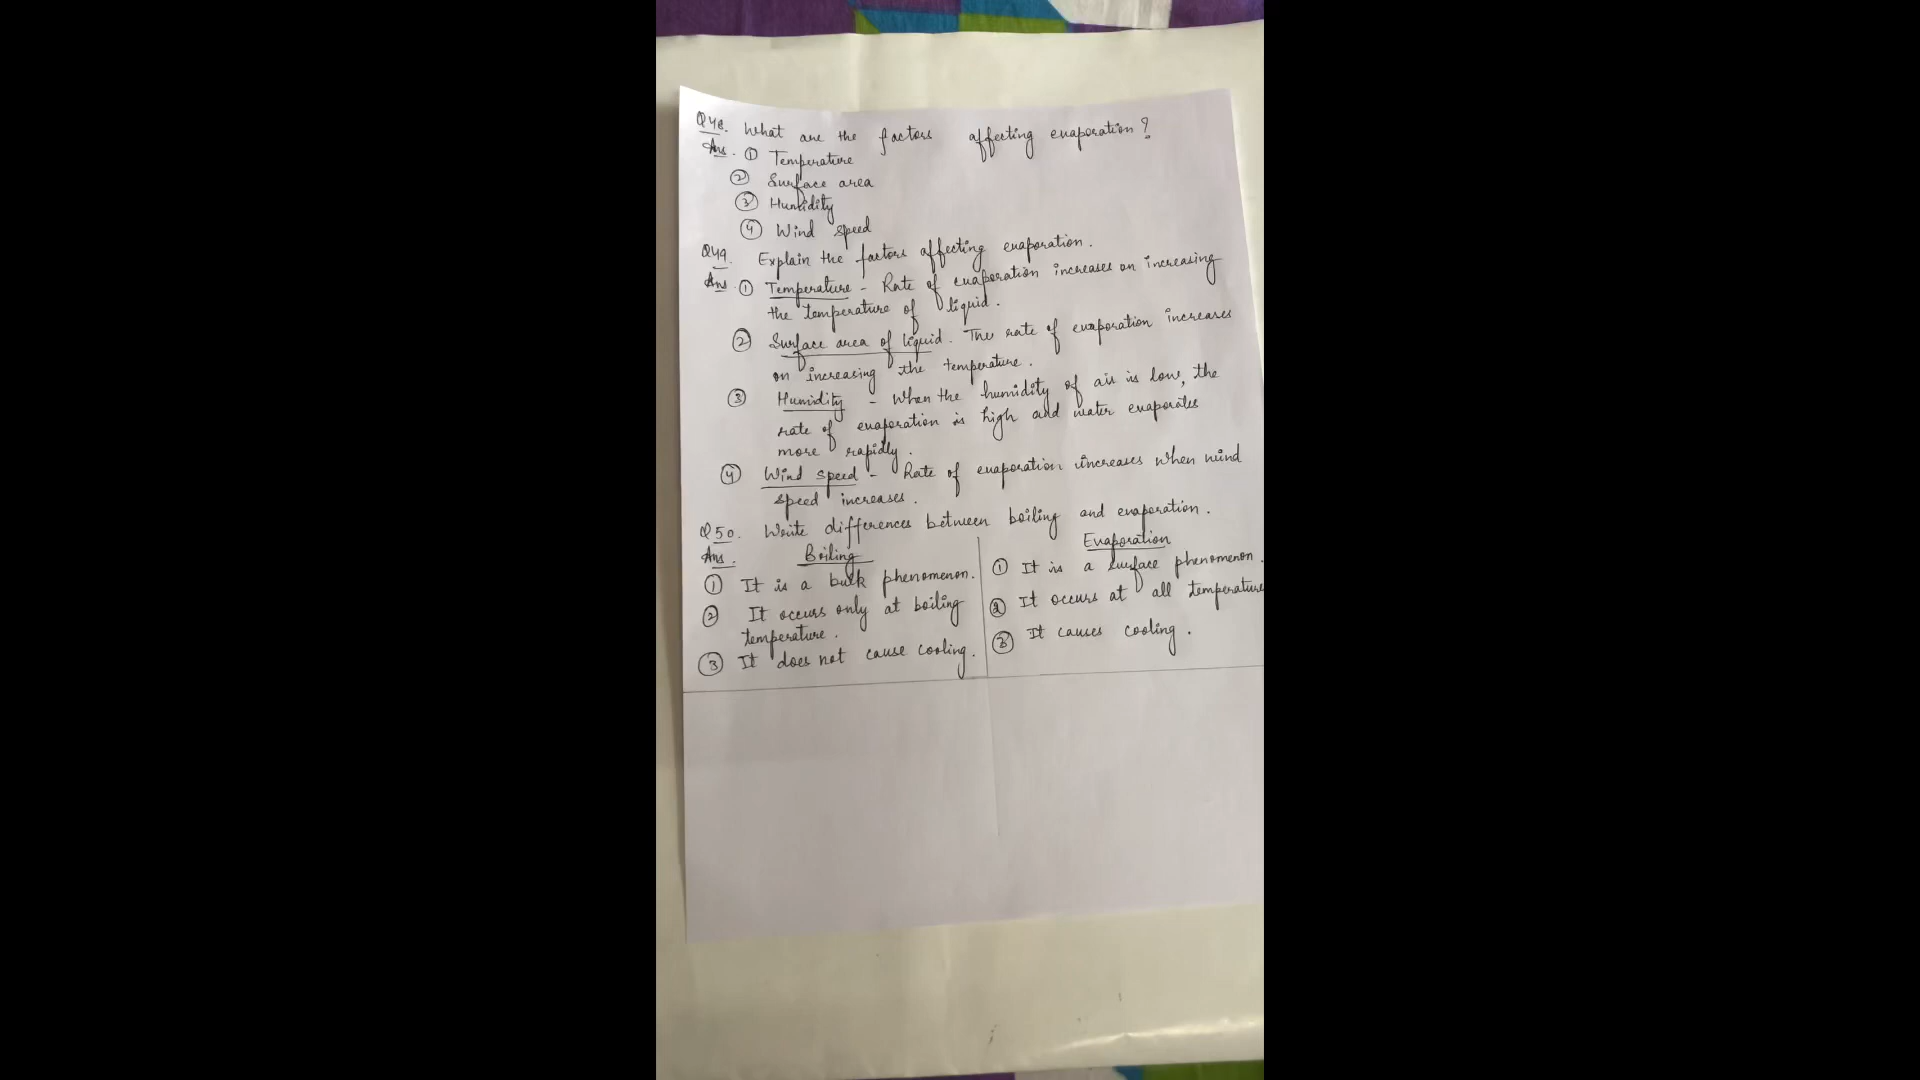 Q48. What are the factors affecting evaporation?
Ans. ① Temperature
② Surface area
③ Humidity
④ Wind speed
Q49. Explain the factors affecting evaporation.
Ans. ① Temperature - Rate of evaporation increases on increasing
the temperature of liquid.
② Surface area of liquid. The rate of evaporation increases
on increasing the temperature.
③ Humidity - When the humidity of air is low, the
rate of evaporation is high and water evaporates
more rapidly.
④ Wind speed - Rate of evaporation increases when wind
speed increases.
Q50. Write differences between boiling and evaporation.
Ans. Boiling
① It is a bulk phenomenon.
② It occurs only at boiling
temperature.
③ It does not cause cooling.
Evaporation
① It is a surface phenomenon.
② It occurs at all temperature
③ It causes cooling.